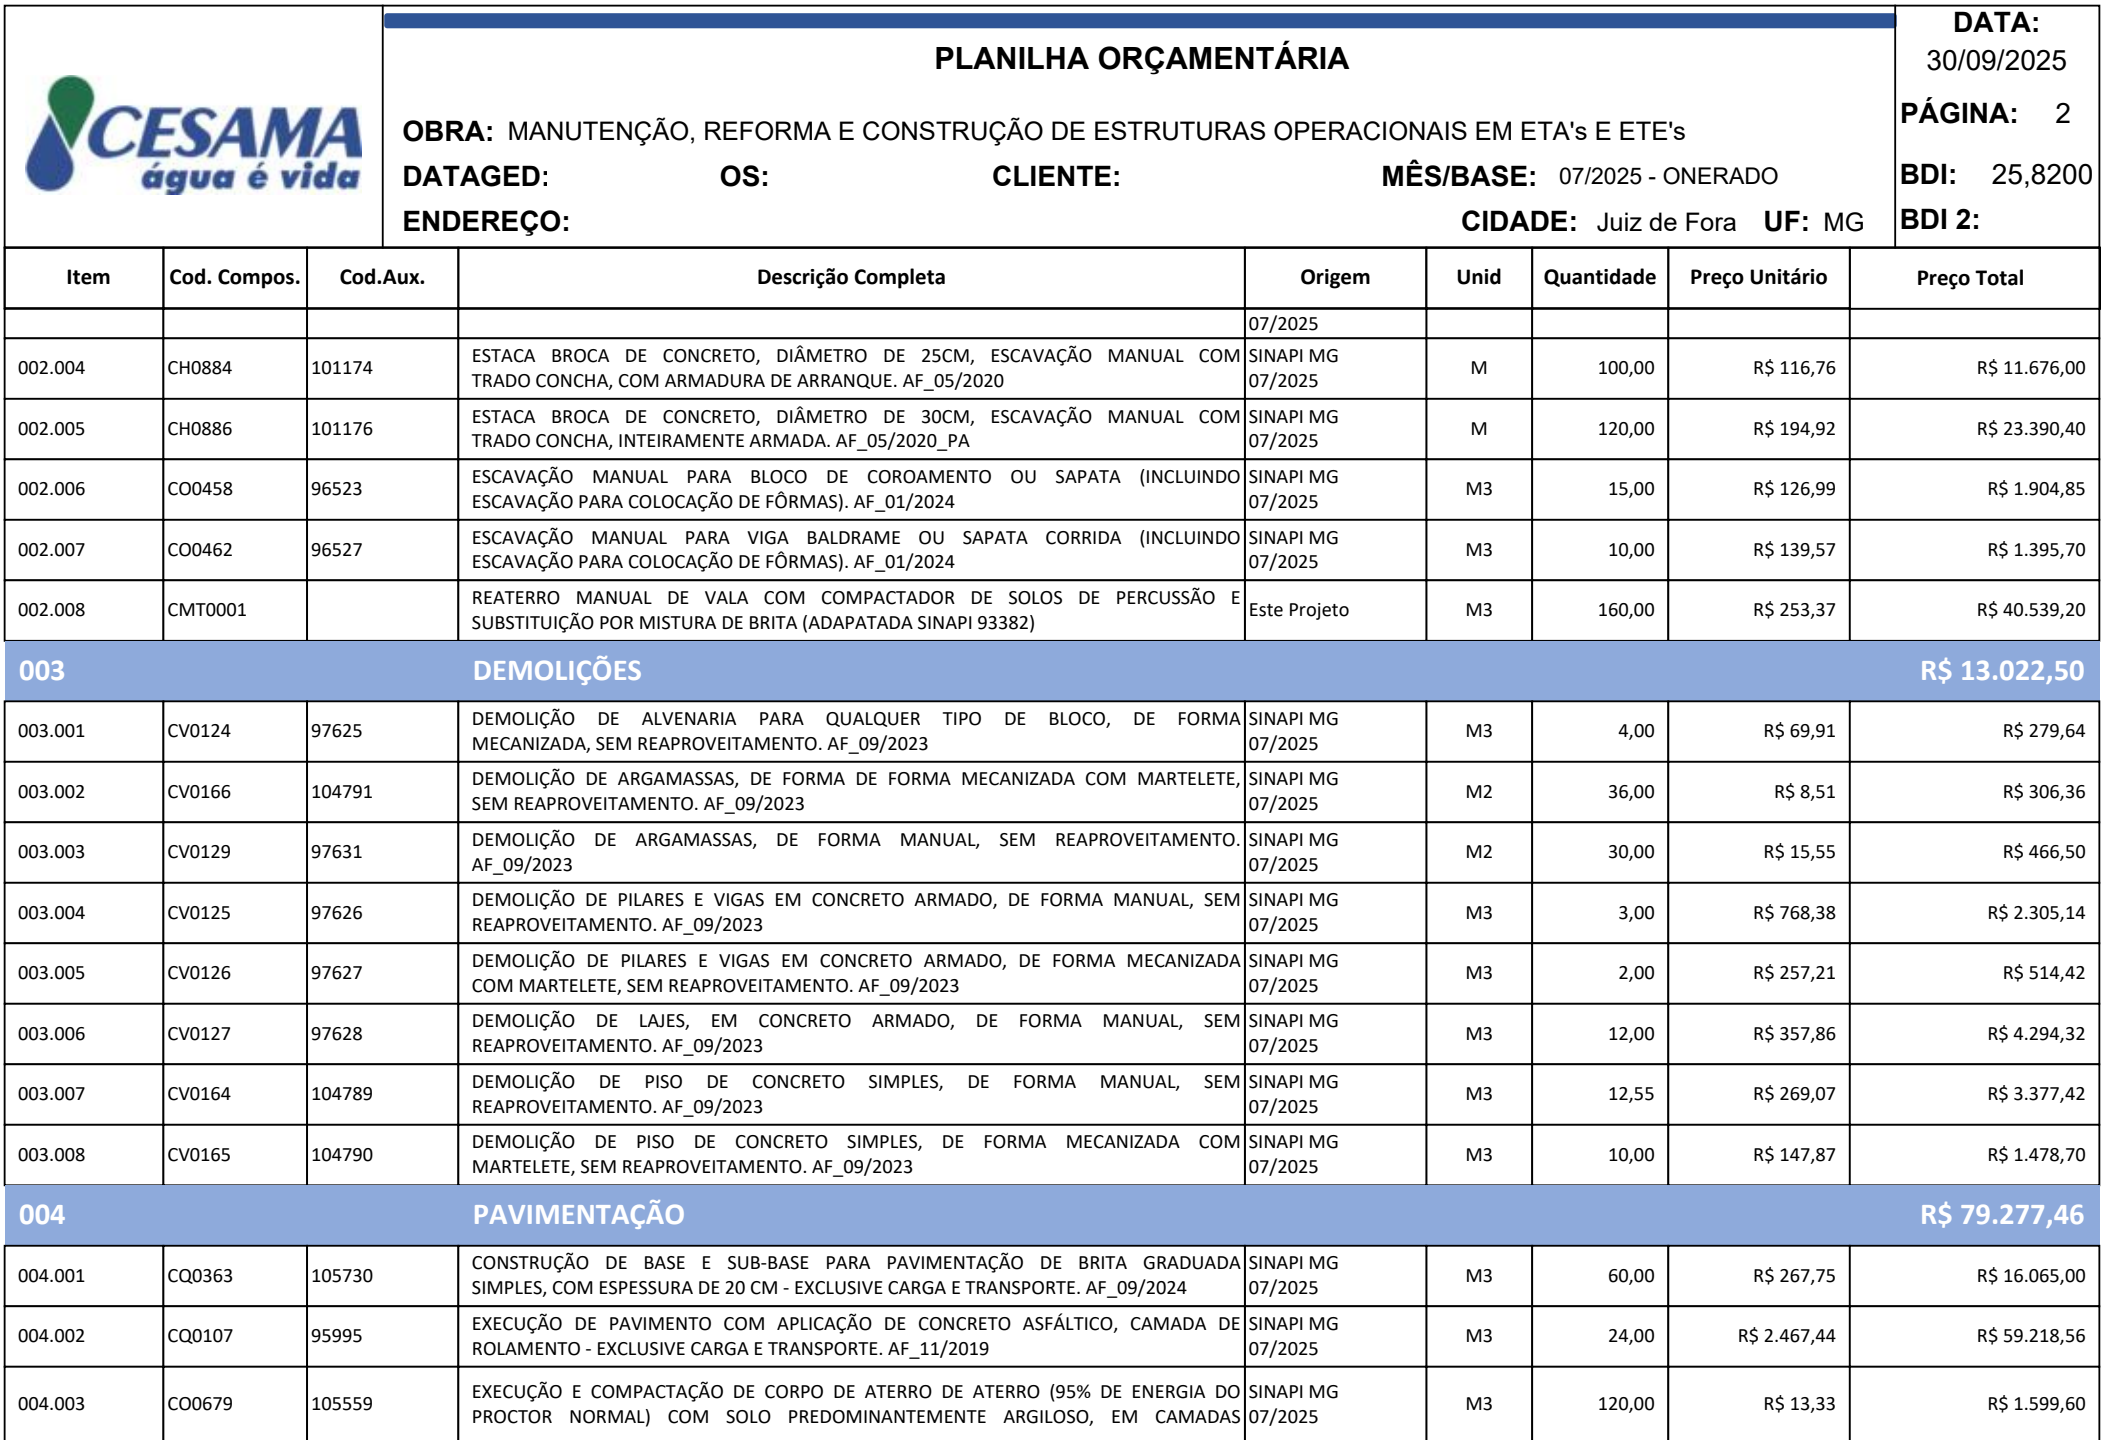 CESAMA
água é vida
PLANILHA ORÇAMENTÁRIA
OBRA: MANUTENÇÃO, REFORMA E CONSTRUÇÃO DE ESTRUTURAS OPERACIONAIS EM ETA's E ETE's
DATAGED: OS: CLIENTE: MÊS/BASE: 07/2025 - ONERADO
ENDEREÇO: CIDADE: Juiz de Fora UF: MG
DATA:
30/09/2025
PÁGINA: 2
BDI: 25,8200
BDI 2:
Item Cod. Compos. Cod.Aux. Descrição Completa Origem Unid Quantidade Preço Unitário Preço Total
07/2025
002.004 CH0884 101174 ESTACA BROCA DE CONCRETO, DIÂMETRO DE 25CM, ESCAVAÇÃO MANUAL COM SINAPI MG M 100,00 R$ 116,76 R$ 11.676,00
TRADO CONCHA, COM ARMADURA DE ARRANQUE. AF_05/2020 07/2025
002.005 CH0886 101176 ESTACA BROCA DE CONCRETO, DIÂMETRO DE 30CM, ESCAVAÇÃO MANUAL COM SINAPI MG M 120,00 R$ 194,92 R$ 23.390,40
TRADO CONCHA, INTEIRAMENTE ARMADA. AF_05/2020_PA 07/2025
002.006 CO0458 96523 ESCAVAÇÃO MANUAL PARA BLOCO DE COROAMENTO OU SAPATA (INCLUINDO SINAPI MG M3 15,00 R$ 126,99 R$ 1.904,85
ESCAVAÇÃO PARA COLOCAÇÃO DE FÔRMAS). AF_01/2024 07/2025
002.007 CO0462 96527 ESCAVAÇÃO MANUAL PARA VIGA BALDRAME OU SAPATA CORRIDA (INCLUINDO SINAPI MG M3 10,00 R$ 139,57 R$ 1.395,70
ESCAVAÇÃO PARA COLOCAÇÃO DE FÔRMAS). AF_01/2024 07/2025
002.008 CMT0001 REATERRO MANUAL DE VALA COM COMPACTADOR DE SOLOS DE PERCUSSÃO E Este Projeto M3 160,00 R$ 253,37 R$ 40.539,20
SUBSTITUIÇÃO POR MISTURA DE BRITA (ADAPATADA SINAPI 93382)
003 DEMOLIÇÕES R$ 13.022,50
003.001 CV0124 97625 DEMOLIÇÃO DE ALVENARIA PARA QUALQUER TIPO DE BLOCO, DE FORMA SINAPI MG M3 4,00 R$ 69,91 R$ 279,64
MECANIZADA, SEM REAPROVEITAMENTO. AF_09/2023 07/2025
003.002 CV0166 104791 DEMOLIÇÃO DE ARGAMASSAS, DE FORMA DE FORMA MECANIZADA COM MARTELETE, SINAPI MG M2 36,00 R$ 8,51 R$ 306,36
SEM REAPROVEITAMENTO. AF_09/2023 07/2025
003.003 CV0129 97631 DEMOLIÇÃO DE ARGAMASSAS, DE FORMA MANUAL, SEM REAPROVEITAMENTO. SINAPI MG M2 30,00 R$ 15,55 R$ 466,50
AF_09/2023 07/2025
003.004 CV0125 97626 DEMOLIÇÃO DE PILARES E VIGAS EM CONCRETO ARMADO, DE FORMA MANUAL, SEM SINAPI MG M3 3,00 R$ 768,38 R$ 2.305,14
REAPROVEITAMENTO. AF_09/2023 07/2025
003.005 CV0126 97627 DEMOLIÇÃO DE PILARES E VIGAS EM CONCRETO ARMADO, DE FORMA MECANIZADA SINAPI MG M3 2,00 R$ 257,21 R$ 514,42
COM MARTELETE, SEM REAPROVEITAMENTO. AF_09/2023 07/2025
003.006 CV0127 97628 DEMOLIÇÃO DE LAJES, EM CONCRETO ARMADO, DE FORMA MANUAL, SEM SINAPI MG M3 12,00 R$ 357,86 R$ 4.294,32
REAPROVEITAMENTO. AF_09/2023 07/2025
003.007 CV0164 104789 DEMOLIÇÃO DE PISO DE CONCRETO SIMPLES, DE FORMA MANUAL, SEM SINAPI MG M3 12,55 R$ 269,07 R$ 3.377,42
REAPROVEITAMENTO. AF_09/2023 07/2025
003.008 CV0165 104790 DEMOLIÇÃO DE PISO DE CONCRETO SIMPLES, DE FORMA MECANIZADA COM SINAPI MG M3 10,00 R$ 147,87 R$ 1.478,70
MARTELETE, SEM REAPROVEITAMENTO. AF_09/2023 07/2025
004 PAVIMENTAÇÃO R$ 79.277,46
004.001 CQ0363 105730 CONSTRUÇÃO DE BASE E SUB-BASE PARA PAVIMENTAÇÃO DE BRITA GRADUADA SINAPI MG M3 60,00 R$ 267,75 R$ 16.065,00
SIMPLES, COM ESPESSURA DE 20 CM - EXCLUSIVE CARGA E TRANSPORTE. AF_09/2024 07/2025
004.002 CQ0107 95995 EXECUÇÃO DE PAVIMENTO COM APLICAÇÃO DE CONCRETO ASFÁLTICO, CAMADA DE SINAPI MG M3 24,00 R$ 2.467,44 R$ 59.218,56
ROLAMENTO - EXCLUSIVE CARGA E TRANSPORTE. AF_11/2019 07/2025
004.003 CO0679 105559 EXECUÇÃO E COMPACTAÇÃO DE CORPO DE ATERRO DE ATERRO (95% DE ENERGIA DO SINAPI MG M3 120,00 R$ 13,33 R$ 1.599,60
PROCTOR NORMAL) COM SOLO PREDOMINANTEMENTE ARGILOSO, EM CAMADAS 07/2025